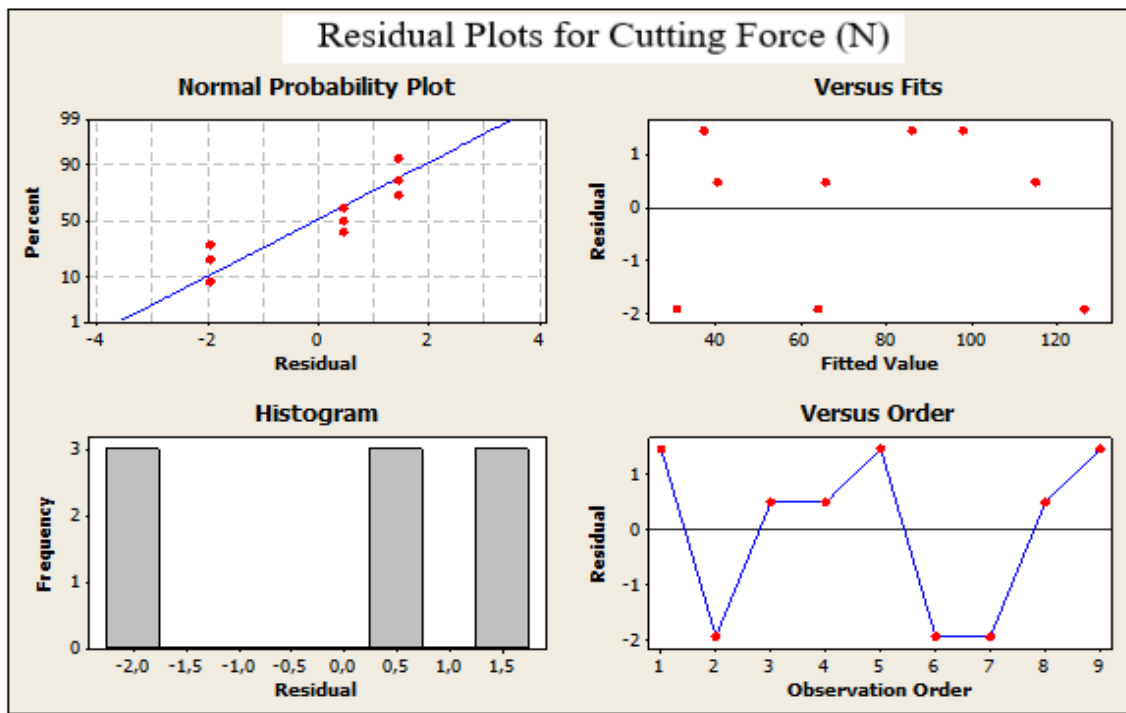 Residual Plots for Cutting Force (N)
Normal Probability Plot
99
90
50
10
1
Percent
-4 -2 0 2 4
Residual
Versus Fits
1
0
-1
-2
Residual
40 60 80 100 120
Fitted Value
Histogram
3
2
1
0
Frequency
-2,0 -1,5 -1,0 -0,5 0,0 0,5 1,0 1,5
Residual
Versus Order
1
0
-1
-2
Residual
1 2 3 4 5 6 7 8 9
Observation Order